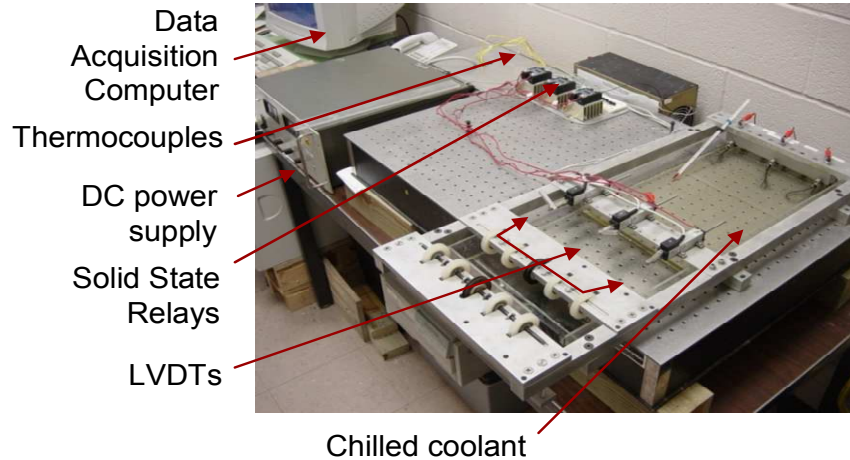 Data
Acquisition
Computer
Thermocouples
DC power
supply
Solid State
Relays
LVDTs
Chilled coolant